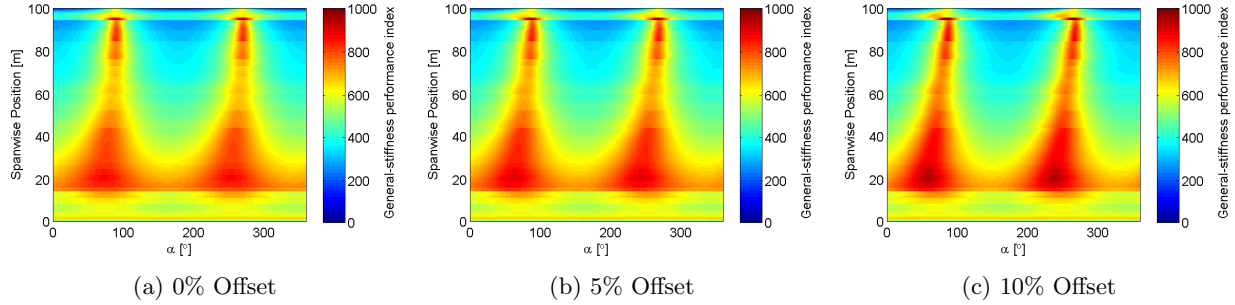 100
80
60
40
20
0
Spanwise Position [m]
0 100 200 300
α [°]
1000
800
600
400
200
0
General-stiffness performance index
(a) 0% Offset
100
80
60
40
20
0
Spanwise Position [m]
0 100 200 300
α [°]
1000
800
600
400
200
0
General-stiffness performance index
(b) 5% Offset
100
80
60
40
20
0
Spanwise Position [m]
0 100 200 300
α [°]
1000
800
600
400
200
0
General-stiffness performance index
(c) 10% Offset